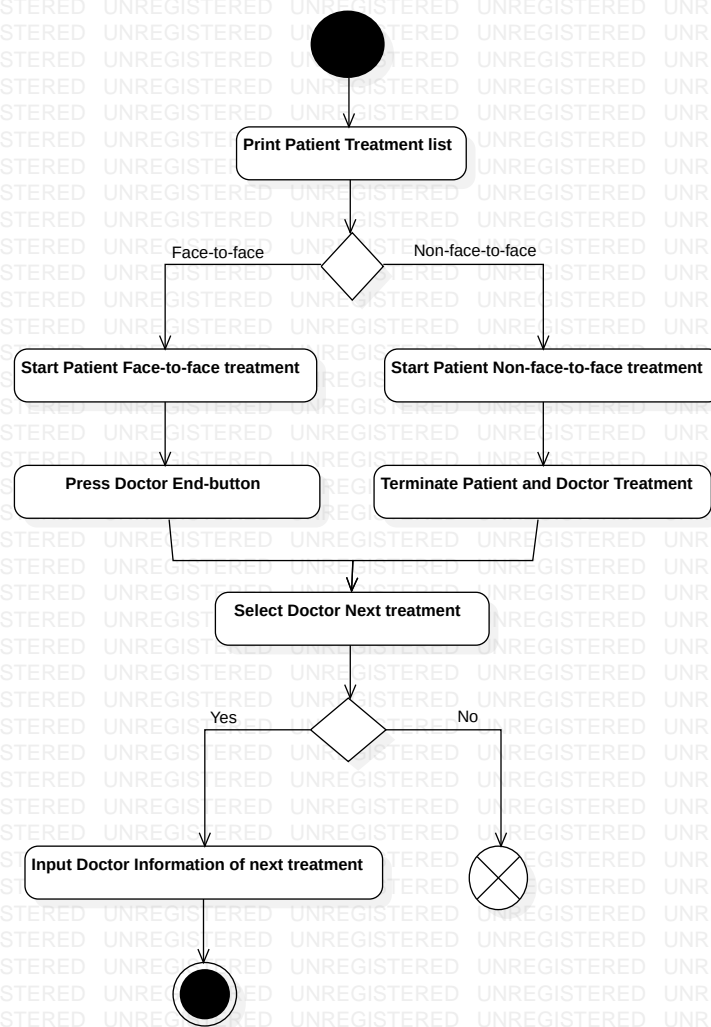 Print Patient Treatment list
Face-to-face
Non-face-to-face
Start Patient Face-to-face treatment
Start Patient Non-face-to-face treatment
Press Doctor End-button
Terminate Patient and Doctor Treatment
Select Doctor Next treatment
Yes
No
Input Doctor Information of next treatment
UNREGISTERED